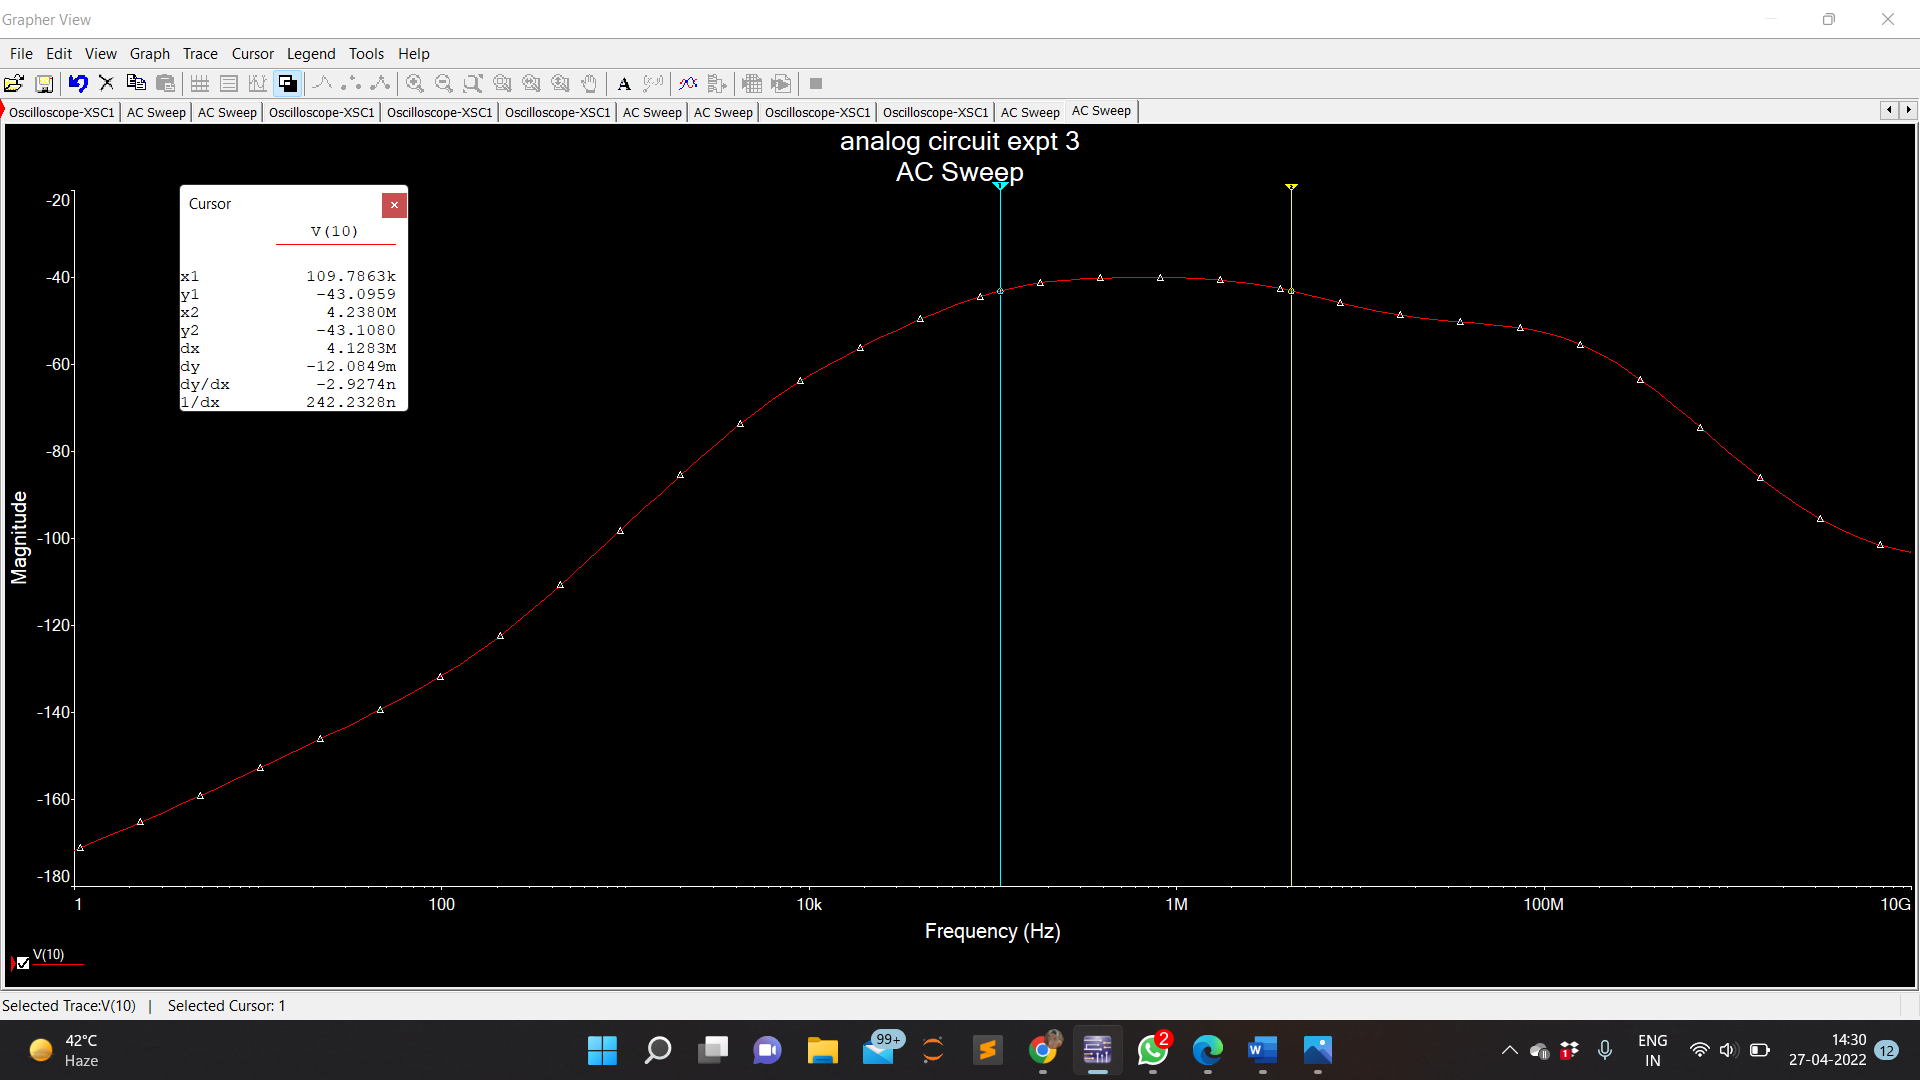 Grapher View
File Edit View Graph Trace Cursor Legend Tools Help
Oscilloscope-XSC1 AC Sweep AC Sweep Oscilloscope-XSC1 Oscilloscope-XSC1 Oscilloscope-XSC1 AC Sweep AC Sweep Oscilloscope-XSC1 Oscilloscope-XSC1 AC Sweep AC Sweep
analog circuit expt 3
AC Sweep
Cursor
V(10)
x1 109.7863k
y1 -43.0959
x2 4.2380M
y2 -43.1080
dx 4.1283M
dy -12.0849m
dy/dx -2.9274n
1/dx 242.2328n
Magnitude
-20
-40
-60
-80
-100
-120
-140
-160
-180
1 100 10k 1M 100M 10G
Frequency (Hz)
V(10)
Selected Trace:V(10) | Selected Cursor: 1
42°C
Haze
99+
2
1
ENG
IN
14:30
27-04-2022
12